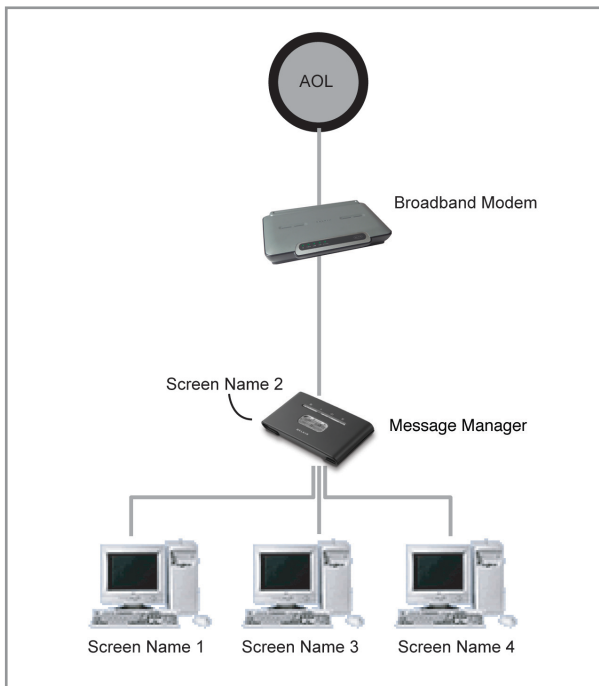 AOL
Broadband Modem
Screen Name 2
Message Manager
Screen Name 1
Screen Name 3
Screen Name 4